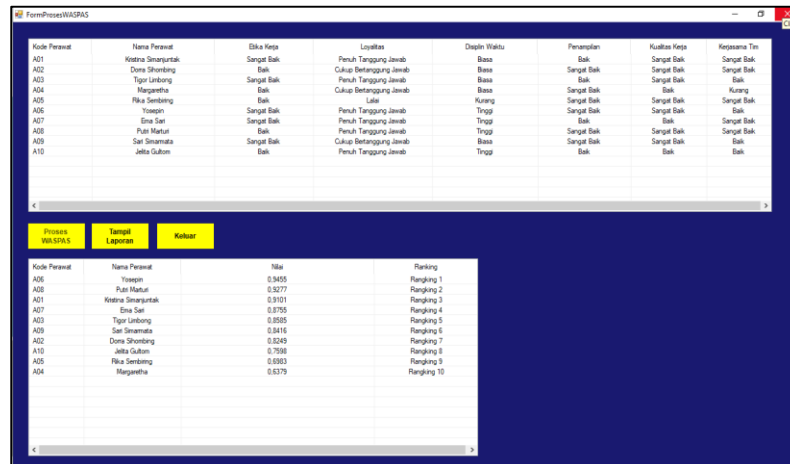 FormProsesWASPAS
Kode Perawat Nama Perawat Etika Kerja Loyalitas Disiplin Waktu Penampilan Kualitas Kerja Kerjasama Tim
A01 Kristina Simanjuntak Sangat Baik Penuh Tanggung Jawab Biasa Baik Sangat Baik Sangat Baik
A02 Dorra Sihombing Baik Cukup Bertanggung Jawab Biasa Sangat Baik Sangat Baik Sangat Baik
A03 Tigor Limbong Sangat Baik Penuh Tanggung Jawab Biasa Baik Sangat Baik Baik
A04 Margaretha Baik Cukup Bertanggung Jawab Biasa Sangat Baik Baik Kurang
A05 Rika Sembiring Baik Lalai Kurang Sangat Baik Sangat Baik Sangat Baik
A06 Yosepin Sangat Baik Penuh Tanggung Jawab Tinggi Sangat Baik Sangat Baik Baik
A07 Erna Sari Sangat Baik Penuh Tanggung Jawab Tinggi Baik Baik Sangat Baik
A08 Putri Marturi Baik Penuh Tanggung Jawab Tinggi Sangat Baik Sangat Baik Sangat Baik
A09 Sari Simarmata Sangat Baik Cukup Bertanggung Jawab Biasa Sangat Baik Sangat Baik Baik
A10 Jelita Gultom Baik Penuh Tanggung Jawab Tinggi Baik Baik Baik
Proses WASPAS
Tampil Laporan
Keluar
Kode Perawat Nama Perawat Nilai Ranking
A06 Yosepin 0,9455 Rangking 1
A08 Putri Marturi 0,9277 Rangking 2
A01 Kristina Simanjuntak 0,9101 Rangking 3
A07 Erna Sari 0,8755 Rangking 4
A03 Tigor Limbong 0,8585 Rangking 5
A09 Sari Simarmata 0,8416 Rangking 6
A02 Dorra Sihombing 0,8249 Rangking 7
A10 Jelita Gultom 0,7598 Rangking 8
A05 Rika Sembiring 0,6983 Rangking 9
A04 Margaretha 0,6379 Rangking 10